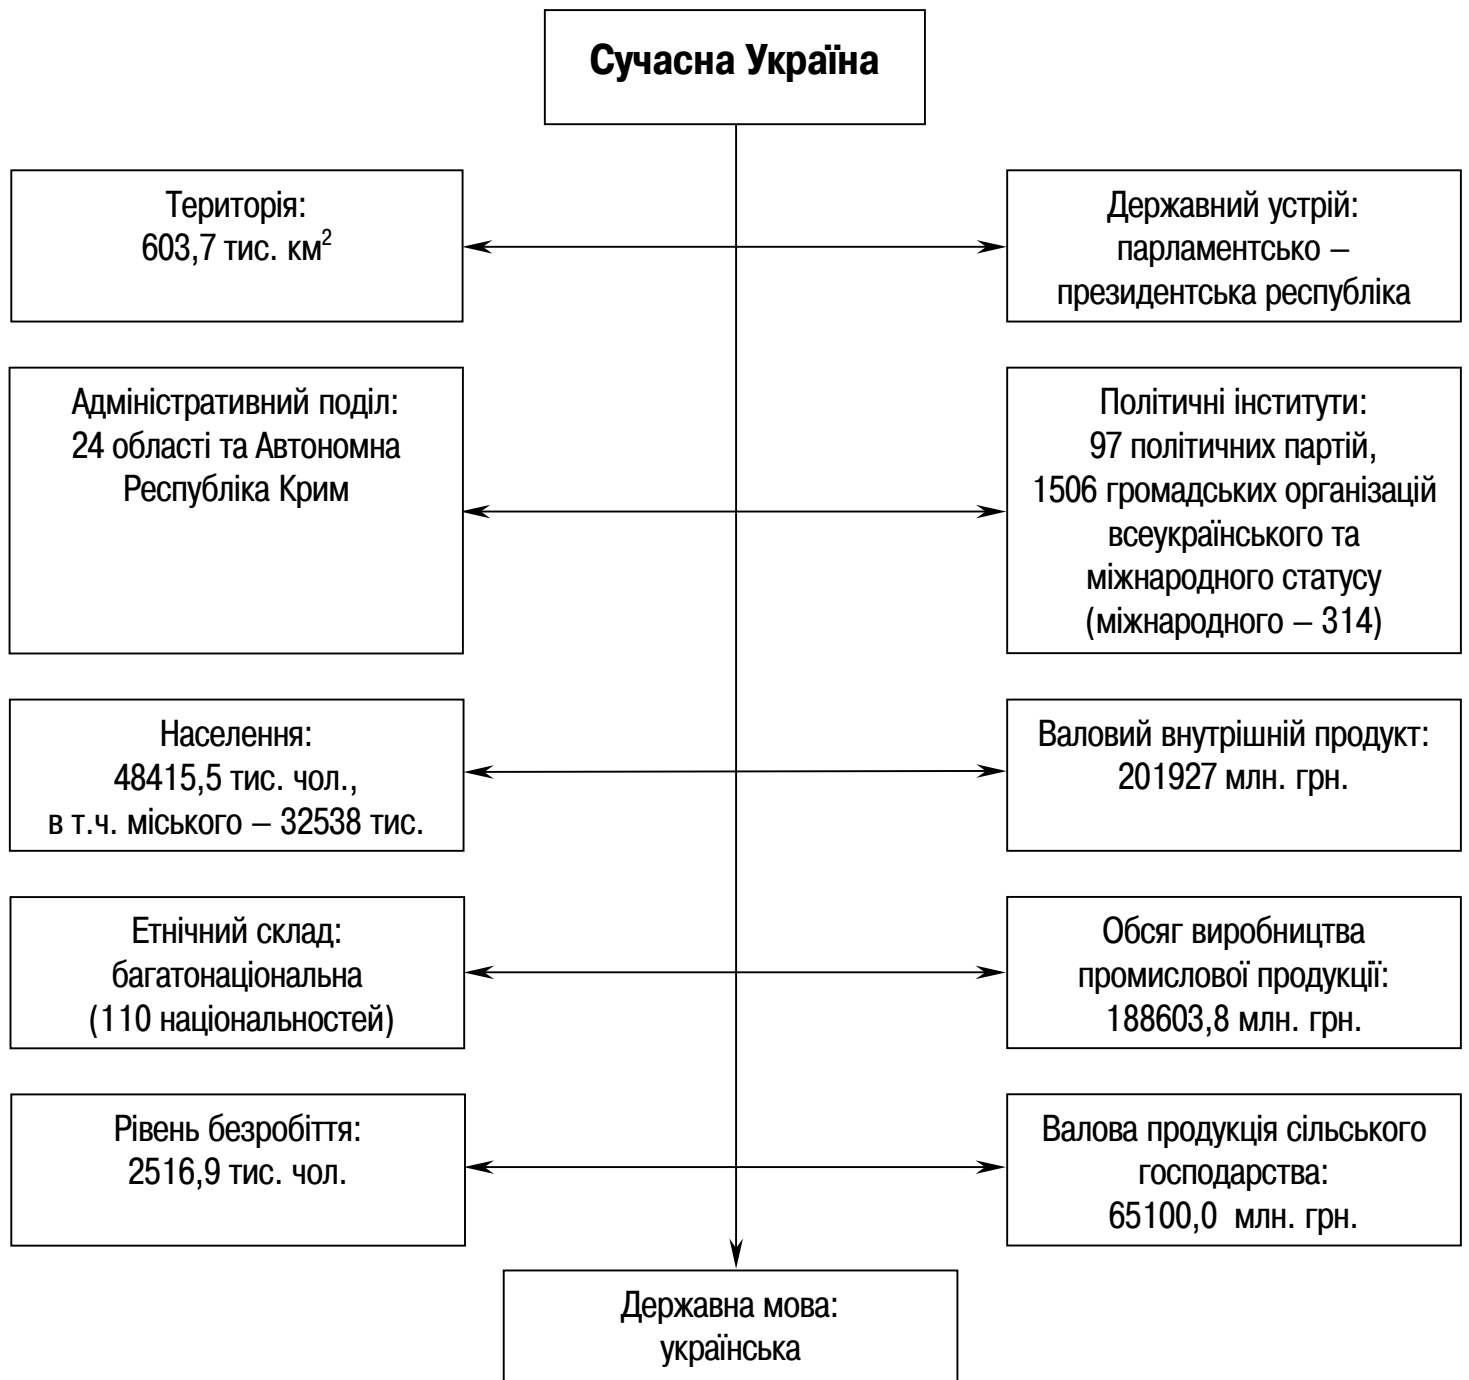 Сучасна Україна
Територія:
603,7 тис. км²
Державний устрій:
парламентсько –
президентська республіка
Адміністративний поділ:
24 області та Автономна
Республіка Крим
Політичні інститути:
97 політичних партій,
1506 громадських організацій
всеукраїнського та
міжнародного статусу
(міжнародного – 314)
Населення:
48415,5 тис. чол.,
в т.ч. міського – 32538 тис.
Валовий внутрішній продукт:
201927 млн. грн.
Етнічний склад:
багатонаціональна
(110 національностей)
Обсяг виробництва
промислової продукції:
188603,8 млн. грн.
Рівень безробіття:
2516,9 тис. чол.
Валова продукція сільського
господарства:
65100,0 млн. грн.
Державна мова:
українська